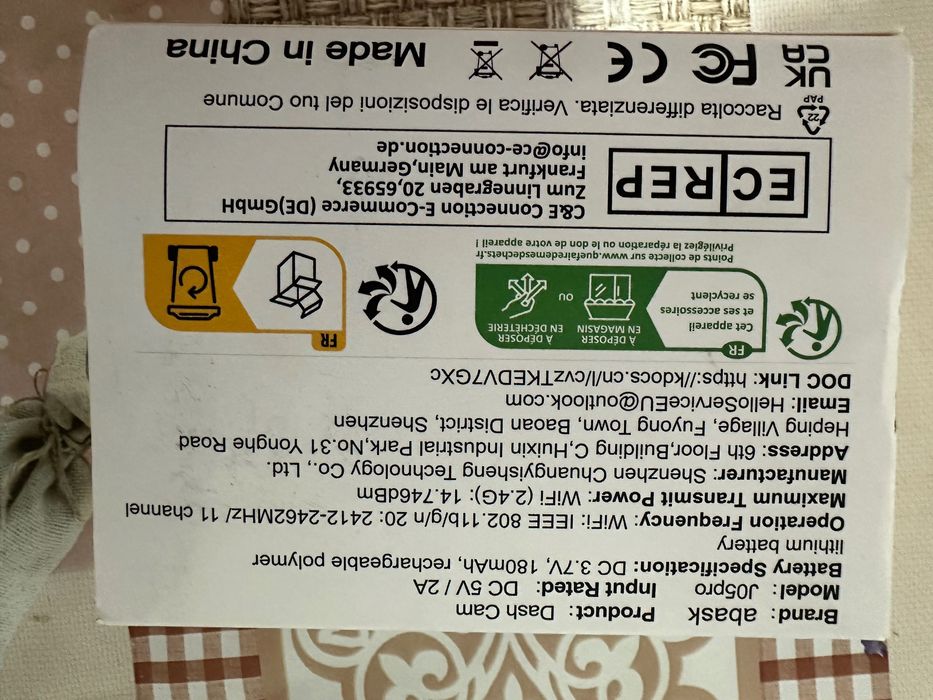 Brand: abask Product: Dash Cam
Model: J05pro Input Rated: DC 5V / 2A
Battery Specification: DC 3.7V, 180mAh, rechargeable polymer
lithium battery
Operation Frequency: WiFi: IEEE 802.11b/g/n 20: 2412-2462MHZ/ 11 channel
Maximum Transmit Power: WiFi (2.4G): 14.746dBm
Manufacturer: Shenzhen Chuangyisheng Technology Co., Ltd.
Address: 6th Floor,Building C,Huixin Industrial Park,No.31 Yonghe Road
Heping Village, Fuyong Town, Baoan District, Shenzhen
Email: HelloServiceEU@outlook.com
DOC Link: https://kdocs.cn/l/cvzTKEDV7GXc
FR
Cet appareil
et ses accessoires
se recyclent
À DÉPOSER
EN MAGASIN
OU
À DÉPOSER
EN DÉCHÈTERIE
Points de collecte sur www.quefairedemesdechets.fr
Privilégiez la réparation ou le don de votre appareil !
FR
EC REP
C&E Connection E-Commerce (DE)GmbH
Zum Linnegraben 20,65933,
Frankfurt am Main,Germany
info@ce-connection.de
22
PAP
Raccolta differenziata. Verifica le disposizioni del tuo Comune
UK
CA
FC CE Made in China